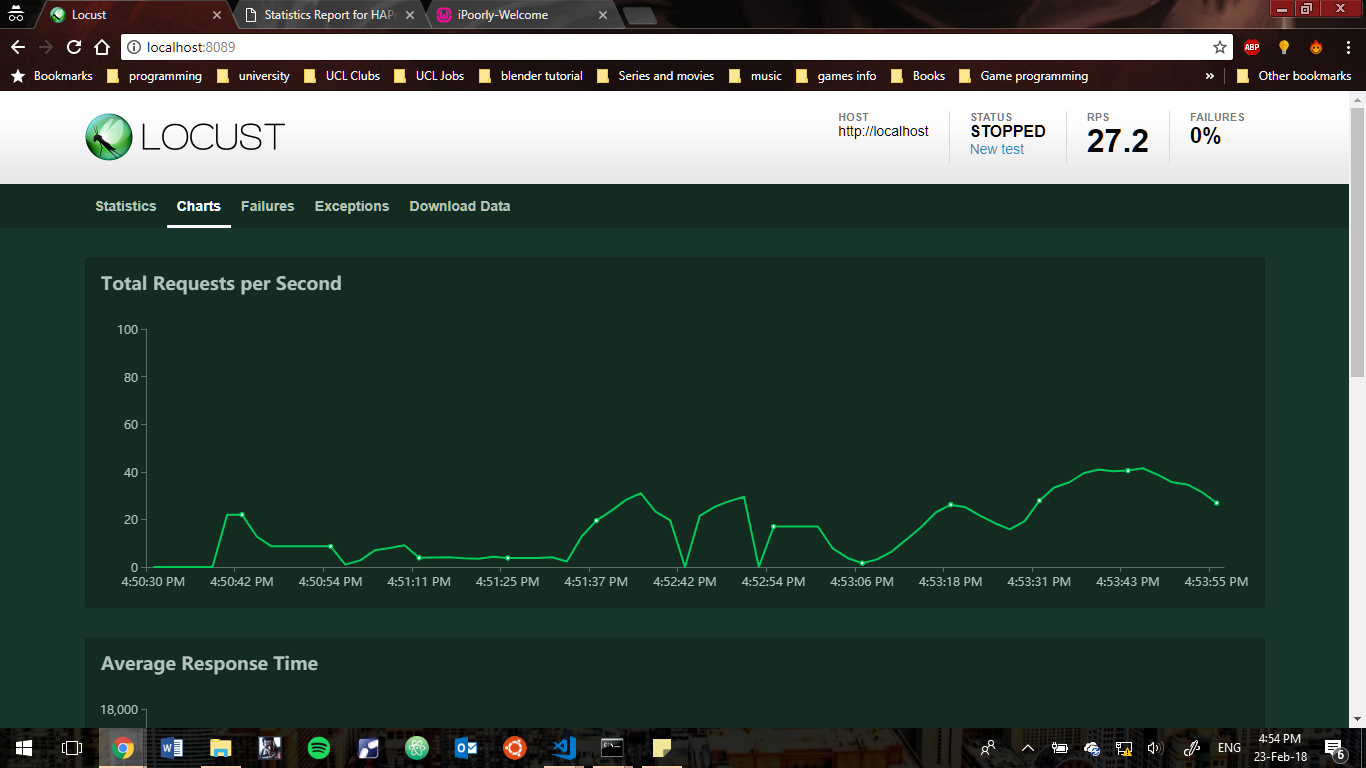 Locust
Statistics Report for HAP
iPoorly-Welcome
localhost:8089
ABP
Bookmarks programming university UCL Clubs UCL Jobs blender tutorial Series and movies music games info Books Game programming » Other bookmarks
LOCUST
HOST
http://localhost
STATUS
STOPPED
New test
RPS
27.2
FAILURES
0%
Statistics Charts Failures Exceptions Download Data
Total Requests per Second
100
80
60
40
20
0
4:50:30 PM 4:50:42 PM 4:50:54 PM 4:51:11 PM 4:51:25 PM 4:51:37 PM 4:52:42 PM 4:52:54 PM 4:53:06 PM 4:53:18 PM 4:53:31 PM 4:53:43 PM 4:53:55 PM
Average Response Time
18,000
ENG
4:54 PM
23-Feb-18
6